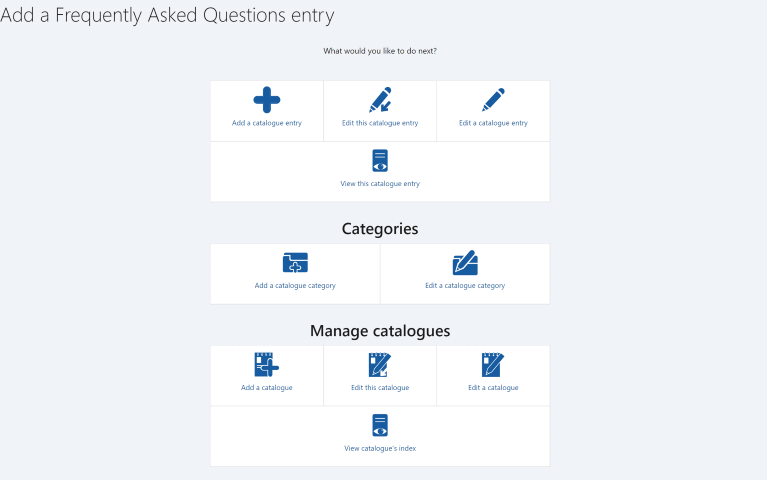 Add a Frequently Asked Questions entry
What would you like to do next?
Add a catalogue entry
Edit this catalogue entry
Edit a catalogue entry
View this catalogue entry
Categories
Add a catalogue category
Edit a catalogue category
Manage catalogues
Add a catalogue
Edit this catalogue
Edit a catalogue
View catalogue's index